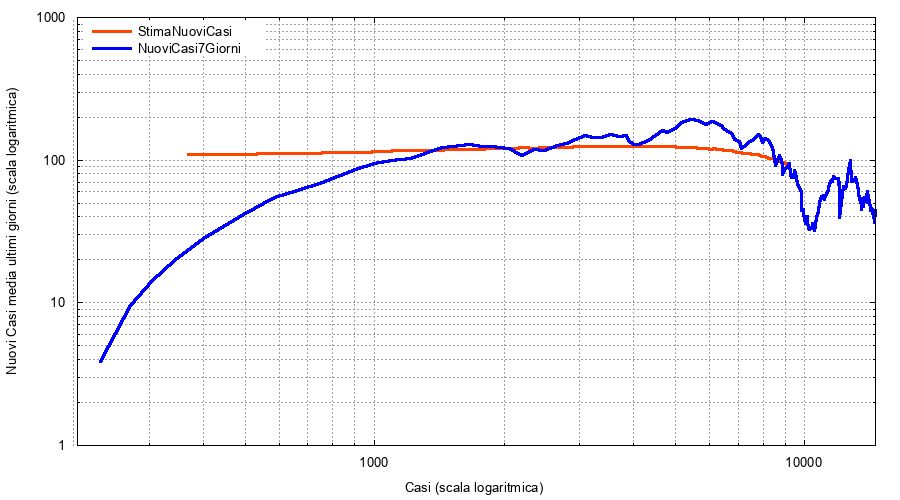 1000
StimaNuoviCasi
NuoviCasi7Giorni
100
10
1
Nuovi Casi media ultimi giorni (scala logaritmica)
1000
10000
Casi (scala logaritmica)